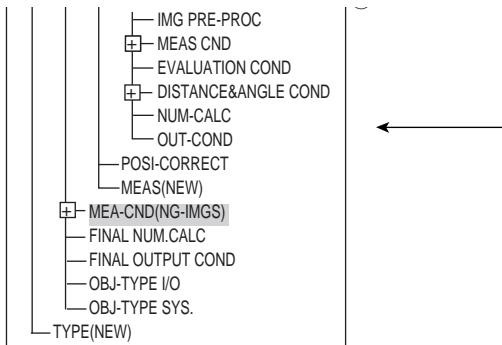 IMG PRE-PROC
MEAS CND
EVALUATION COND
DISTANCE&ANGLE COND
NUM-CALC
OUT-COND
POSI-CORRECT
MEAS(NEW)
MEA-CND(NG-IMGS)
FINAL NUM.CALC
FINAL OUTPUT COND
OBJ-TYPE I/O
OBJ-TYPE SYS.
TYPE(NEW)